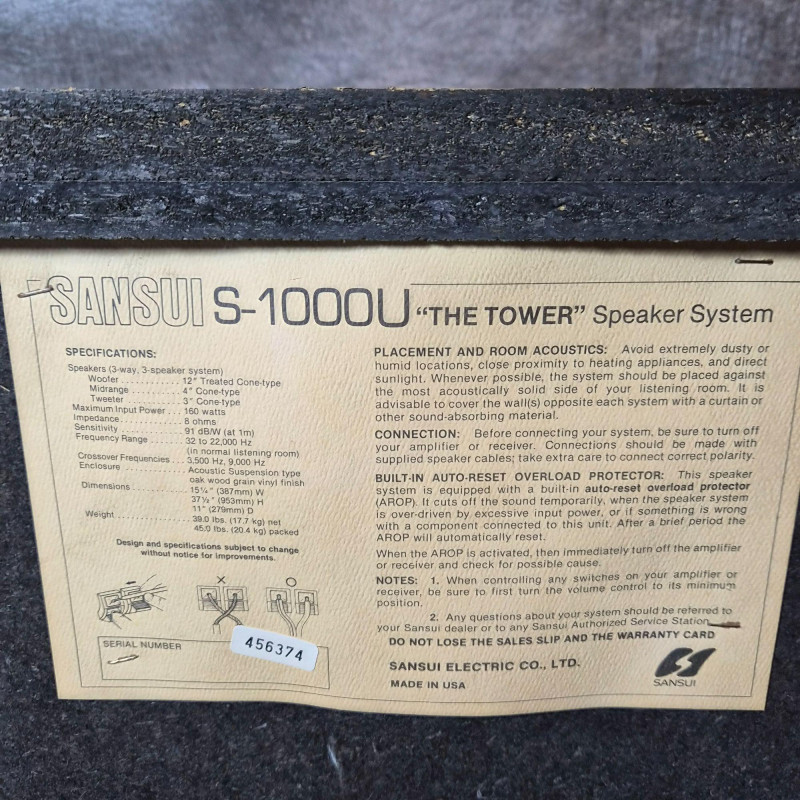 SANSUI S-1000U "THE TOWER" Speaker System
SPECIFICATIONS:
Speakers (3-way, 3-speaker system)
Woofer . . . . . . . . . . . . 12" Treated Cone-type
Midrange . . . . . . . . . . 4" Cone-type
Tweeter . . . . . . . . . . . 3" Cone-type
Maximum Input Power . . . 160 watts
Impedance . . . . . . . . . . . . 8 ohms
Sensitivity . . . . . . . . . . . . 91 dB/W (at 1m)
Frequency Range . . . . . . . 32 to 22,000 Hz
(in normal listening room)
Crossover Frequencies . . . 3,500 Hz, 9,000 Hz
Enclosure . . . . . . . . . . . . Acoustic Suspension type
oak wood grain vinyl finish
Dimensions . . . . . . . . . . . 15¼" (387mm) W
37½" (953mm) H
11" (279mm) D
Weight . . . . . . . . . . . . . . 39.0 lbs. (17.7 kg) net
45.0 lbs. (20.4 kg) packed
Design and specifications subject to change
without notice for improvements.
SERIAL NUMBER
456374
PLACEMENT AND ROOM ACOUSTICS: Avoid extremely dusty or
humid locations, close proximity to heating appliances, and direct
sunlight. Whenever possible, the system should be placed against
the most acoustically solid side of your listening room. It is
advisable to cover the wall(s) opposite each system with a curtain or
other sound-absorbing material.
CONNECTION: Before connecting your system, be sure to turn off
your amplifier or receiver. Connections should be made with
supplied speaker cables; take extra care to connect correct polarity.
BUILT-IN AUTO-RESET OVERLOAD PROTECTOR: This speaker
system is equipped with a built-in auto-reset overload protector
(AROP). It cuts off the sound temporarily, when the speaker system
is over-driven by excessive input power, or if something is wrong
with a component connected to this unit. After a brief period the
AROP will automatically reset.
When the AROP is activated, then immediately turn off the amplifier
or receiver and check for possible cause.
NOTES: 1. When controlling any switches on your amplifier or
receiver, be sure to first turn the volume control to its minimum
position.
2. Any questions about your system should be referred to
your Sansui dealer or to any Sansui Authorized Service Station.
DO NOT LOSE THE SALES SLIP AND THE WARRANTY CARD
SANSUI ELECTRIC CO., LTD.
MADE IN USA
SANSUI